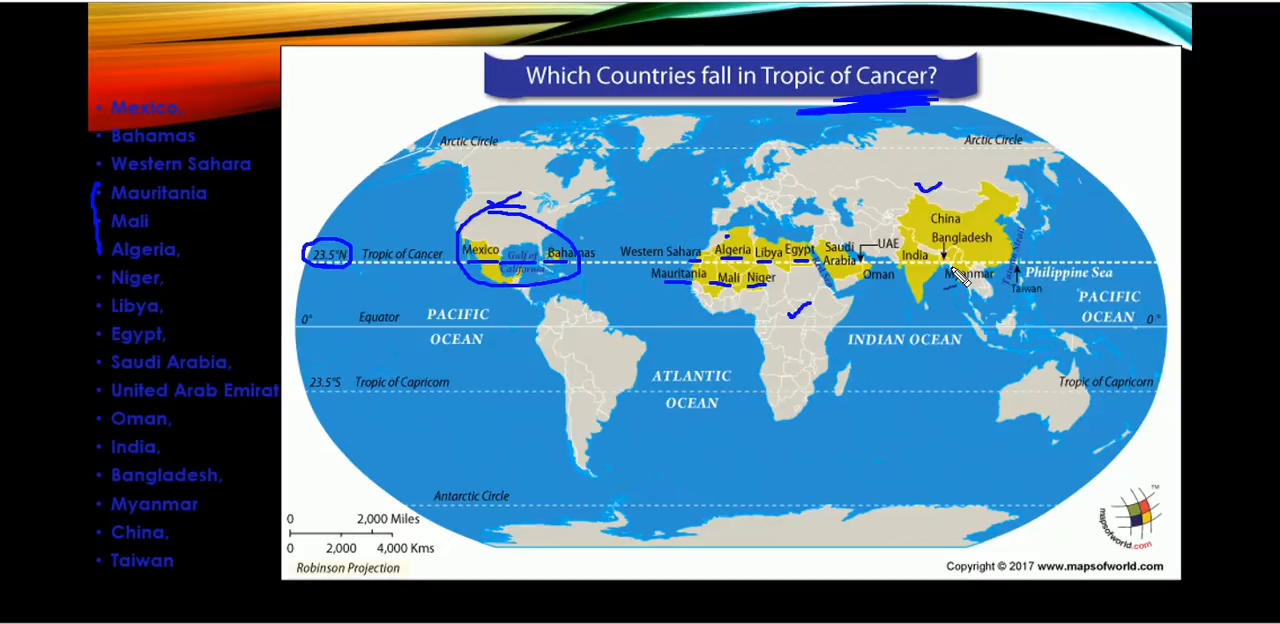 Which Countries fall in Tropic of Cancer?
• Mexico,
• Bahamas
• Western Sahara
• Mauritania
• Mali
• Algeria,
• Niger,
• Libya,
• Egypt,
• Saudi Arabia,
• United Arab Emirat
• Oman,
• India,
• Bangladesh,
• Myanmar
• China,
• Taiwan
Arctic Circle
Arctic Circle
23.5°N Tropic of Cancer
Mexico
Gulf of
California
Bahamas
Western Sahara
Algeria
Libya
Egypt
Saudi
Arabia
UAE
Oman
Mauritania
Mali
Niger
China
Bangladesh
India
Myanmar
Taiwan
Philippine Sea
PACIFIC
OCEAN
0° Equator
0°
PACIFIC
OCEAN
INDIAN OCEAN
ATLANTIC
OCEAN
23.5°S Tropic of Capricorn
Tropic of Capricorn
Antarctic Circle
0 2,000 Miles
0 2,000 4,000 Kms
Robinson Projection
TM
mapsofworld.com
Copyright © 2017 www.mapsofworld.com